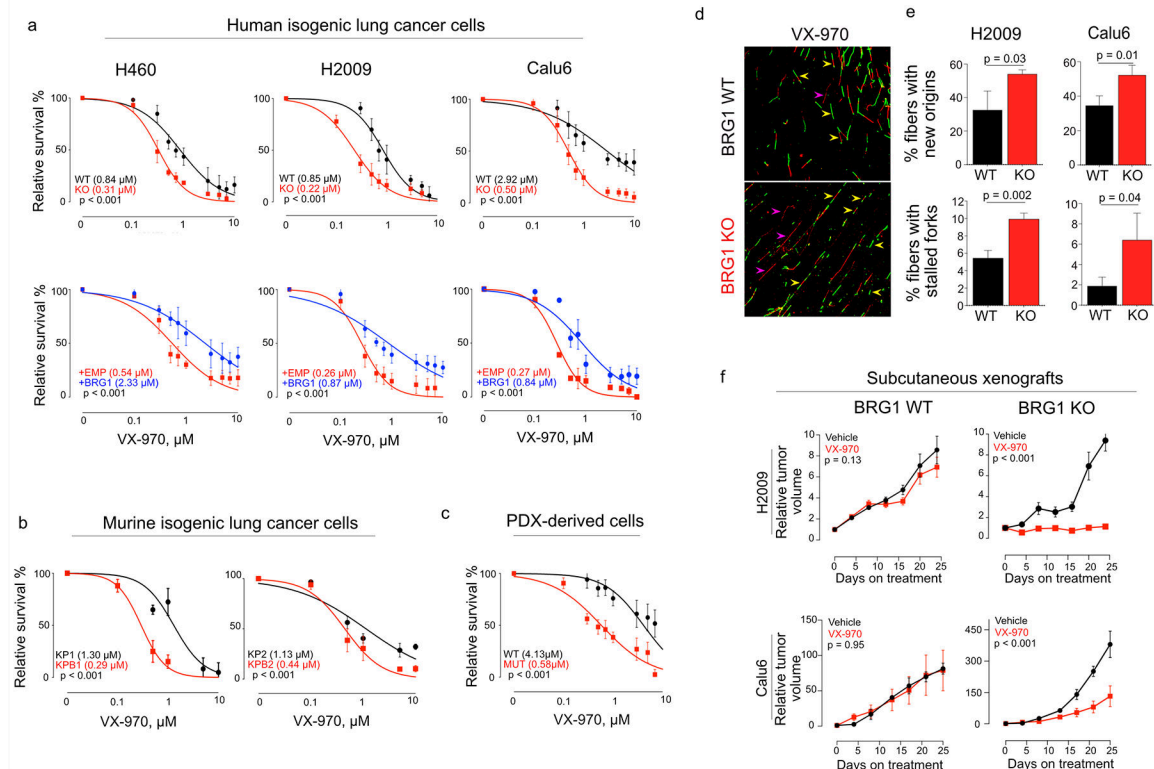 a
Human isogenic lung cancer cells
H460
H2009
Calu6
Relative survival %
100
50
0
WT (0.84 µM)
KO (0.31 µM)
p < 0.001
0 0.1 1 10
100
50
0
WT (0.85 µM)
KO (0.22 µM)
p < 0.001
0 0.1 1 10
100
50
0
WT (2.92 µM)
KO (0.50 µM)
p < 0.001
0 0.1 1 10
Relative survival %
100
50
0
+EMP (0.54 µM)
+BRG1 (2.33 µM)
p < 0.001
0 0.1 1 10
VX-970, µM
100
50
0
+EMP (0.26 µM)
+BRG1 (0.87 µM)
p < 0.001
0 0.1 1 10
VX-970, µM
100
50
0
+EMP (0.27 µM)
+BRG1 (0.84 µM)
p < 0.001
0 0.1 1 10
VX-970, µM
b
Murine isogenic lung cancer cells
Relative survival %
100
50
0
KP1 (1.30 µM)
KPB1 (0.29 µM)
p < 0.001
0 0.1 1 10
VX-970, µM
100
50
0
KP2 (1.13 µM)
KPB2 (0.44 µM)
p < 0.001
0 0.1 1 10
VX-970, µM
c
PDX-derived cells
Relative survival %
100
50
0
WT (4.13µM)
MUT (0.58µM)
p < 0.001
0 0.1 1 10
VX-970, µM
d
VX-970
BRG1 WT
BRG1 KO
e
H2009
Calu6
% fibers with
new origins
60
40
20
0
p = 0.03
WT KO
60
40
20
0
p = 0.01
WT KO
% fibers with
stalled forks
12
10
8
6
4
2
0
p = 0.002
WT KO
10
8
6
4
2
0
p = 0.04
WT KO
f
Subcutaneous xenografts
BRG1 WT
BRG1 KO
H2009
Relative tumor
volume
10
8
6
4
2
0
Vehicle
VX-970
p = 0.13
0 5 10 15 20 25
Days on treatment
10
8
6
4
2
0
Vehicle
VX-970
p < 0.001
0 5 10 15 20 25
Days on treatment
Calu6
Relative tumor
volume
150
100
50
0
Vehicle
VX-970
p = 0.95
0 5 10 15 20 25
Days on treatment
450
300
150
0
Vehicle
VX-970
p < 0.001
0 5 10 15 20 25
Days on treatment